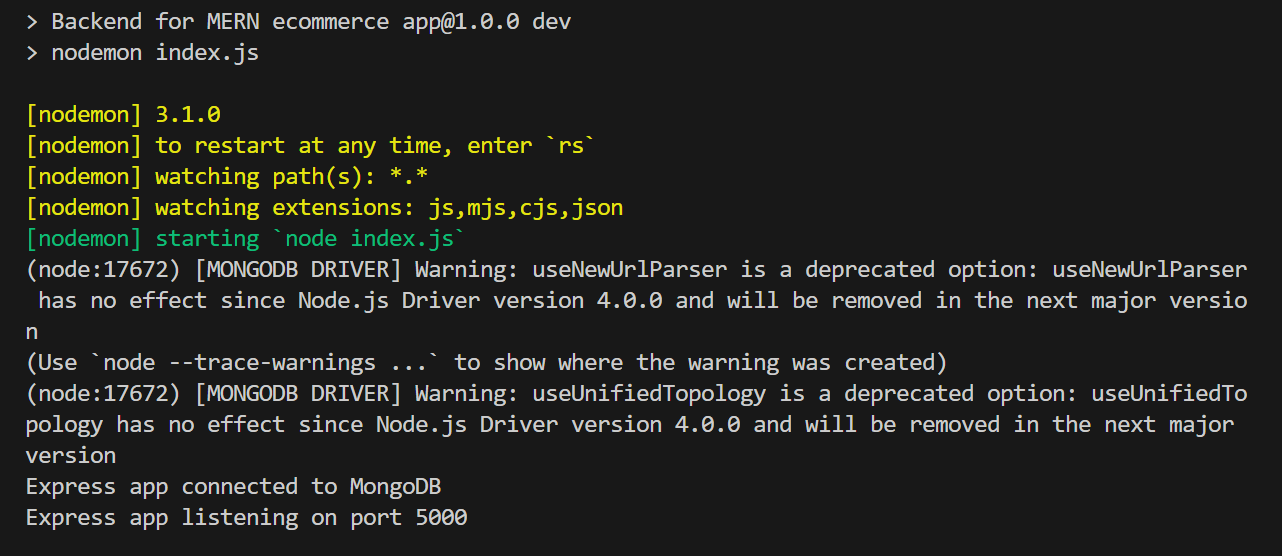 > Backend for MERN ecommerce app@1.0.0 dev
> nodemon index.js
[nodemon] 3.1.0
[nodemon] to restart at any time, enter `rs`
[nodemon] watching path(s): *.*
[nodemon] watching extensions: js,mjs,cjs,json
[nodemon] starting `node index.js`
(node:17672) [MONGODB DRIVER] Warning: useNewUrlParser is a deprecated option: useNewUrlParser
 has no effect since Node.js Driver version 4.0.0 and will be removed in the next major versio
n
(Use `node --trace-warnings ...` to show where the warning was created)
(node:17672) [MONGODB DRIVER] Warning: useUnifiedTopology is a deprecated option: useUnifiedTo
pology has no effect since Node.js Driver version 4.0.0 and will be removed in the next major
version
Express app connected to MongoDB
Express app listening on port 5000